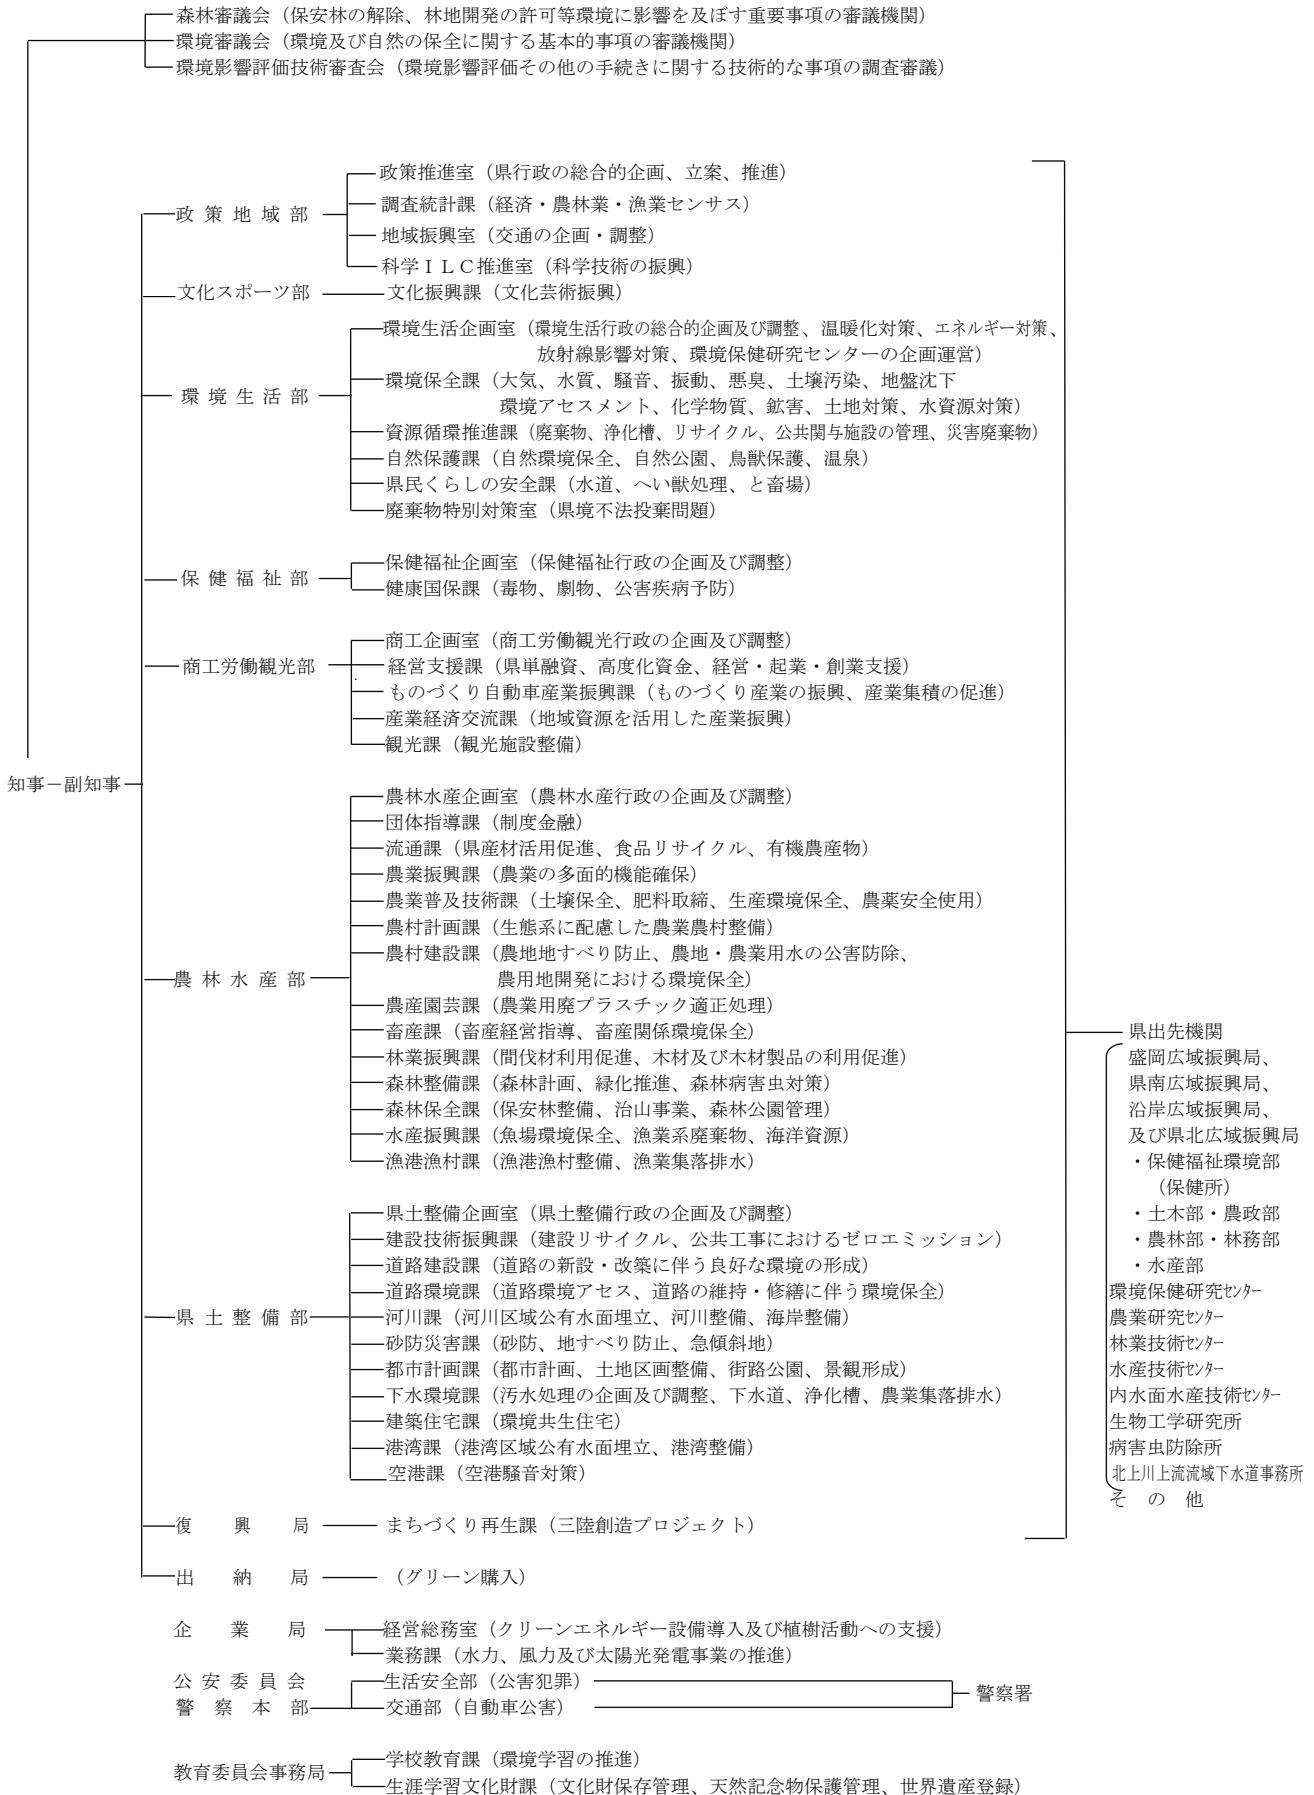 森林審議会（保安林の解除、林地開発の許可等環境に影響を及ぼす重要事項の審議機関）
環境審議会（環境及び自然の保全に関する基本的事項の審議機関）
環境影響評価技術審査会（環境影響評価その他の手続きに関する技術的な事項の調査審議）
知事－副知事
政策地域部
政策推進室（県行政の総合的企画、立案、推進）
調査統計課（経済・農林業・漁業センサス）
地域振興室（交通の企画・調整）
科学ＩＬＣ推進室（科学技術の振興）
文化スポーツ部
文化振興課（文化芸術振興）
環境生活部
環境生活企画室（環境生活行政の総合的企画及び調整、温暖化対策、エネルギー対策、
放射線影響対策、環境保健研究センターの企画運営）
環境保全課（大気、水質、騒音、振動、悪臭、土壌汚染、地盤沈下
環境アセスメント、化学物質、鉱害、土地対策、水資源対策）
資源循環推進課（廃棄物、浄化槽、リサイクル、公共関与施設の管理、災害廃棄物）
自然保護課（自然環境保全、自然公園、鳥獣保護、温泉）
県民くらしの安全課（水道、へい獣処理、と畜場）
廃棄物特別対策室（県境不法投棄問題）
保健福祉部
保健福祉企画室（保健福祉行政の企画及び調整）
健康国保課（毒物、劇物、公害疾病予防）
商工労働観光部
商工企画室（商工労働観光行政の企画及び調整）
経営支援課（県単融資、高度化資金、経営・起業・創業支援）
ものづくり自動車産業振興課（ものづくり産業の振興、産業集積の促進）
産業経済交流課（地域資源を活用した産業振興）
観光課（観光施設整備）
農林水産部
農林水産企画室（農林水産行政の企画及び調整）
団体指導課（制度金融）
流通課（県産材活用促進、食品リサイクル、有機農産物）
農業振興課（農業の多面的機能確保）
農業普及技術課（土壌保全、肥料取締、生産環境保全、農薬安全使用）
農村計画課（生態系に配慮した農業農村整備）
農村建設課（農地地すべり防止、農地・農業用水の公害防除、
農用地開発における環境保全）
農産園芸課（農業用廃プラスチック適正処理）
畜産課（畜産経営指導、畜産関係環境保全）
林業振興課（間伐材利用促進、木材及び木材製品の利用促進）
森林整備課（森林計画、緑化推進、森林病害虫対策）
森林保全課（保安林整備、治山事業、森林公園管理）
水産振興課（魚場環境保全、漁業系廃棄物、海洋資源）
漁港漁村課（漁港漁村整備、漁業集落排水）
県土整備部
県土整備企画室（県土整備行政の企画及び調整）
建設技術振興課（建設リサイクル、公共工事におけるゼロエミッション）
道路建設課（道路の新設・改築に伴う良好な環境の形成）
道路環境課（道路環境アセス、道路の維持・修繕に伴う環境保全）
河川課（河川区域公有水面埋立、河川整備、海岸整備）
砂防災害課（砂防、地すべり防止、急傾斜地）
都市計画課（都市計画、土地区画整備、街路公園、景観形成）
下水環境課（汚水処理の企画及び調整、下水道、浄化槽、農業集落排水）
建築住宅課（環境共生住宅）
港湾課（港湾区域公有水面埋立、港湾整備）
空港課（空港騒音対策）
復興局
まちづくり再生課（三陸創造プロジェクト）
出納局
（グリーン購入）
企業局
経営総務室（クリーンエネルギー設備導入及び植樹活動への支援）
業務課（水力、風力及び太陽光発電事業の推進）
公安委員会
警察本部
生活安全部（公害犯罪）
交通部（自動車公害）
警察署
教育委員会事務局
学校教育課（環境学習の推進）
生涯学習文化財課（文化財保存管理、天然記念物保護管理、世界遺産登録）
県出先機関
盛岡広域振興局、
県南広域振興局、
沿岸広域振興局、
及び県北広域振興局
・保健福祉環境部
（保健所）
・土木部・農政部
・農林部・林務部
・水産部
環境保健研究ｾﾝﾀｰ
農業研究ｾﾝﾀｰ
林業技術ｾﾝﾀｰ
水産技術ｾﾝﾀｰ
内水面水産技術ｾﾝﾀｰ
生物工学研究所
病害虫防除所
北上川上流流域下水道事務所
その他